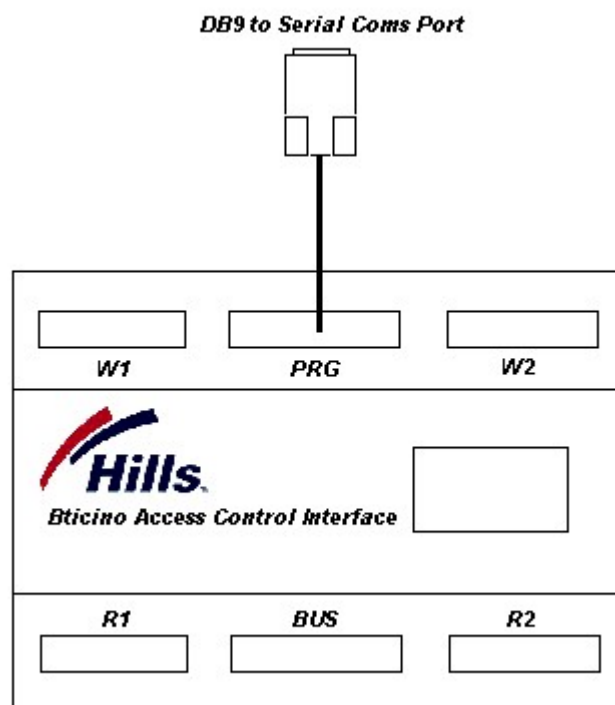 DB9 to Serial Coms Port
W1 PRG W2
Hills
Bticino Access Control Interface
R1 BUS R2